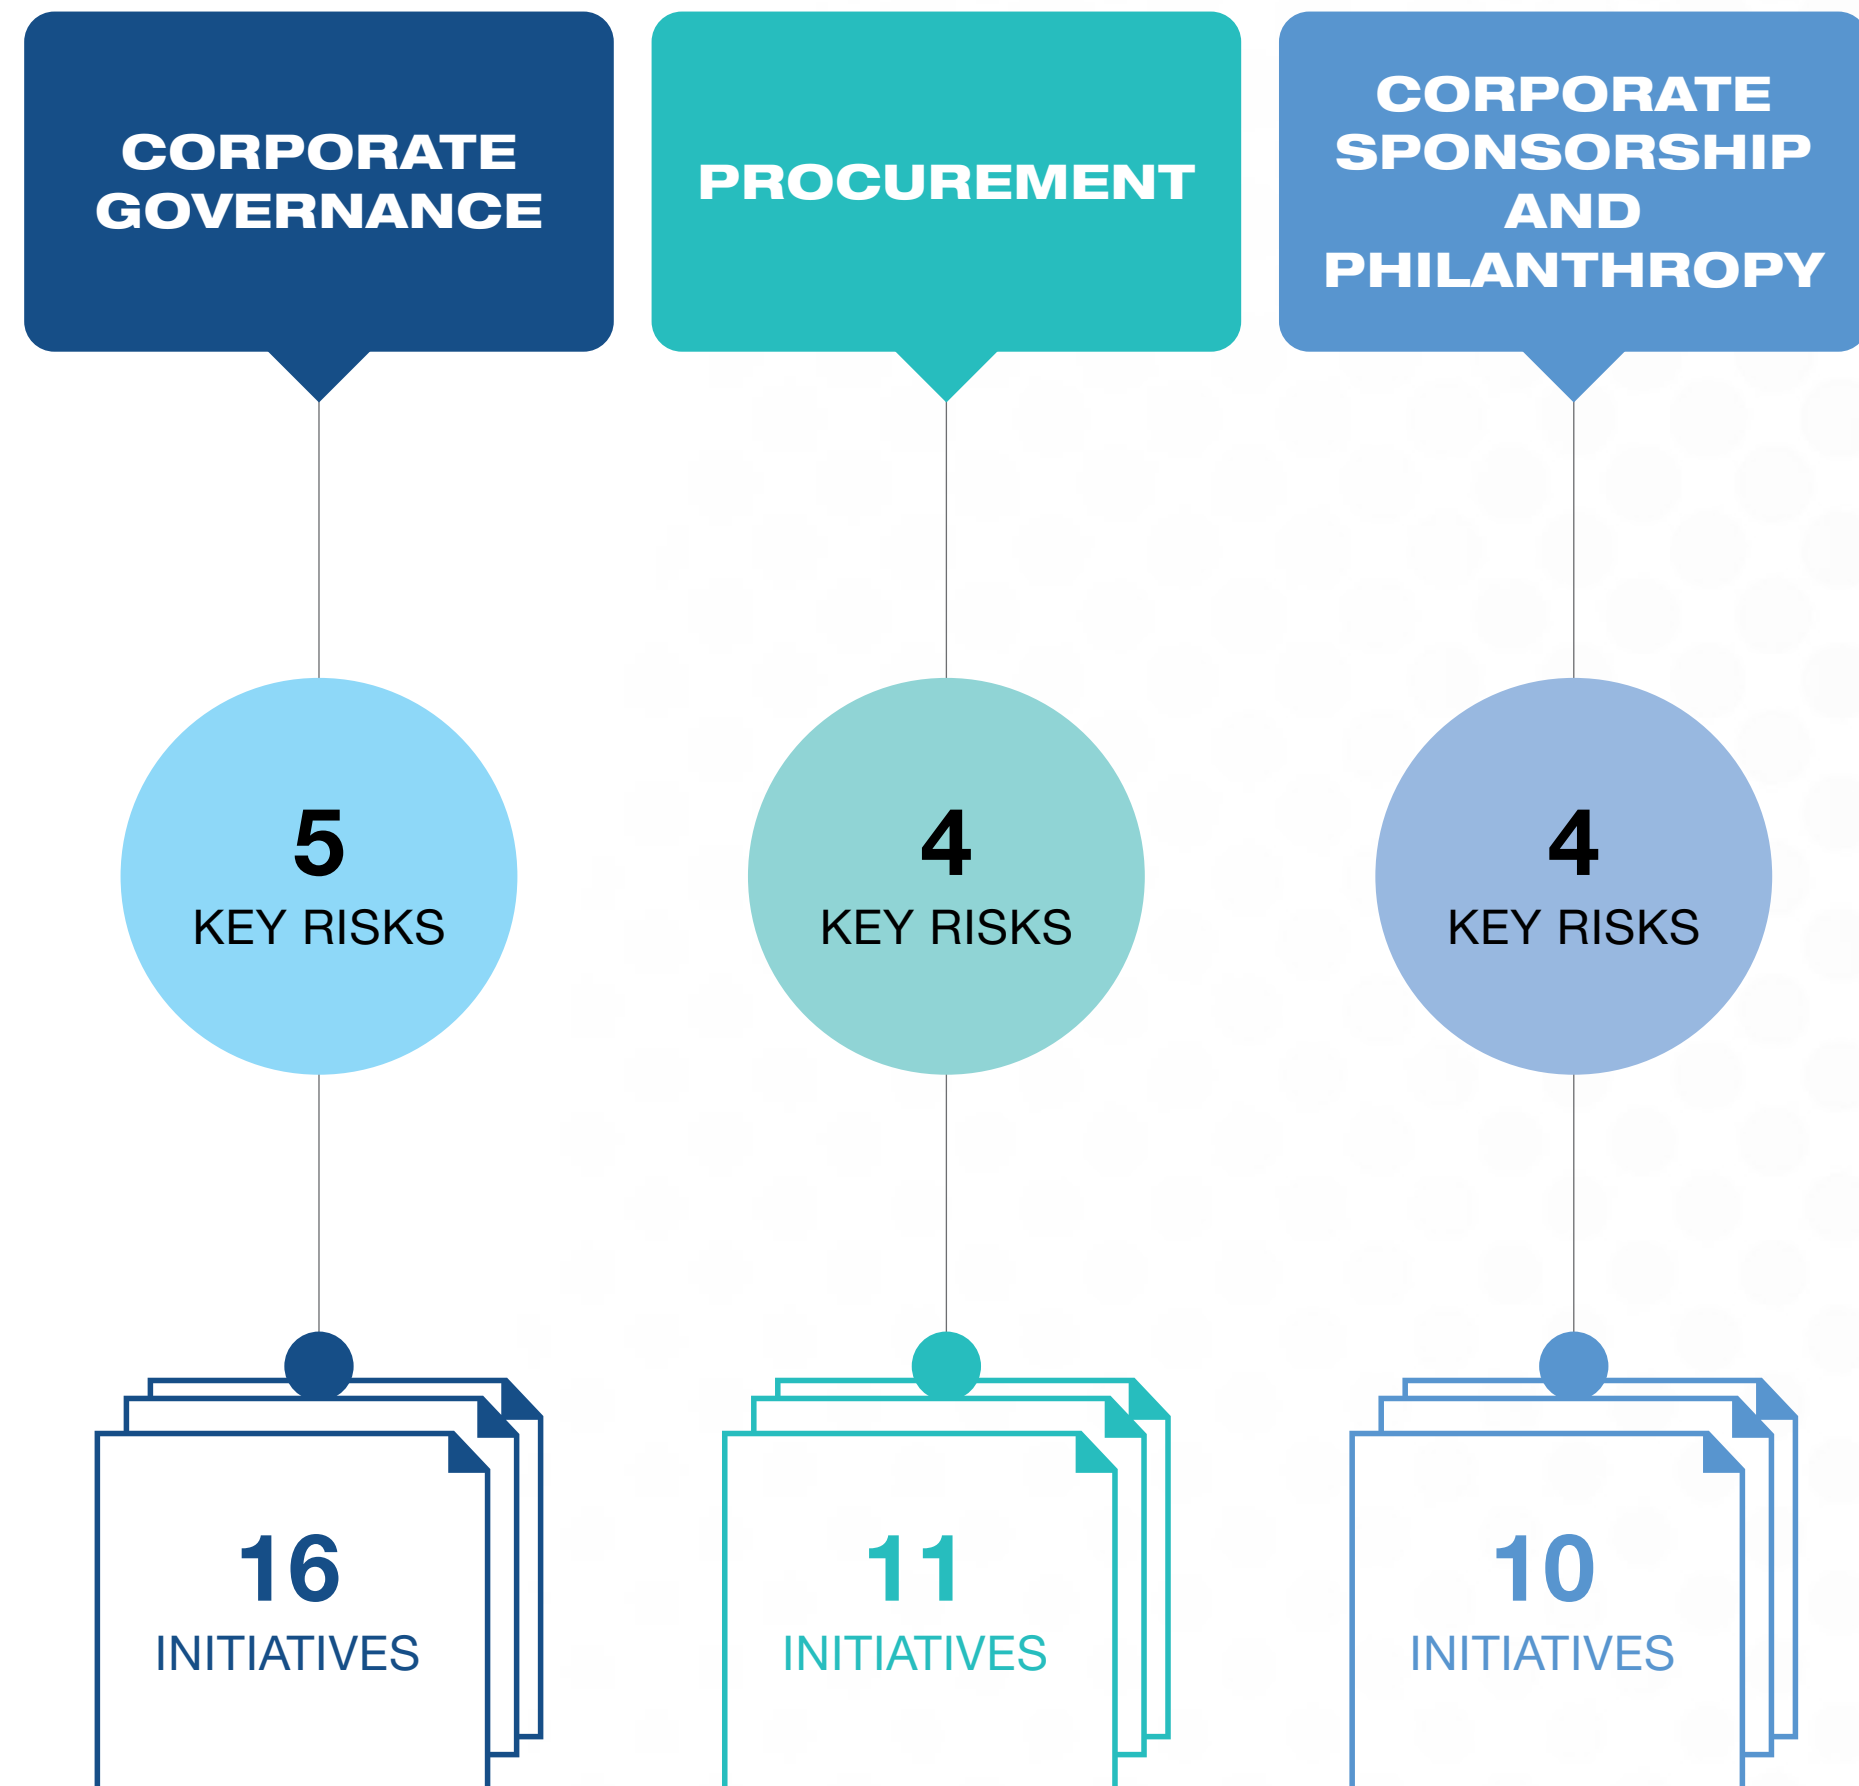 CORPORATE
GOVERNANCE
5
KEY RISKS
16
INITIATIVES
PROCUREMENT
4
KEY RISKS
11
INITIATIVES
CORPORATE
SPONSORSHIP
AND
PHILANTHROPY
4
KEY RISKS
10
INITIATIVES